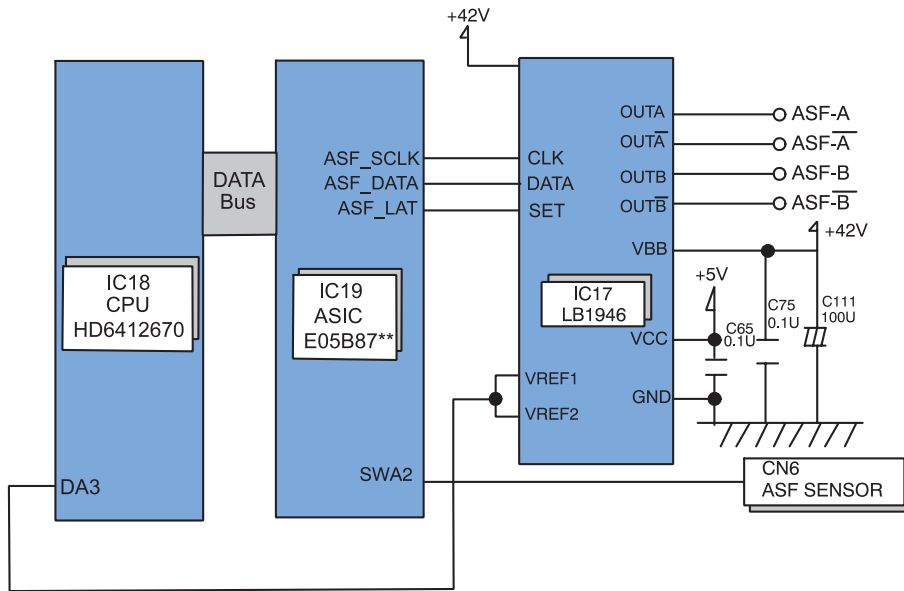 +42V
OUTA
ASF-A
OUTA̅
ASF-A̅
OUTB
ASF-B
OUTB̅
ASF-B̅
ASF_SCLK
CLK
ASF_DATA
DATA
ASF_LAT
SET
DATA
Bus
+42V
VBB
+5V
IC18
CPU
HD6412670
IC19
ASIC
E05B87**
IC17
LB1946
C65
0.1U
C75
0.1U
C111
100U
VCC
VREF1
VREF2
GND
DA3
SWA2
CN6
ASF SENSOR